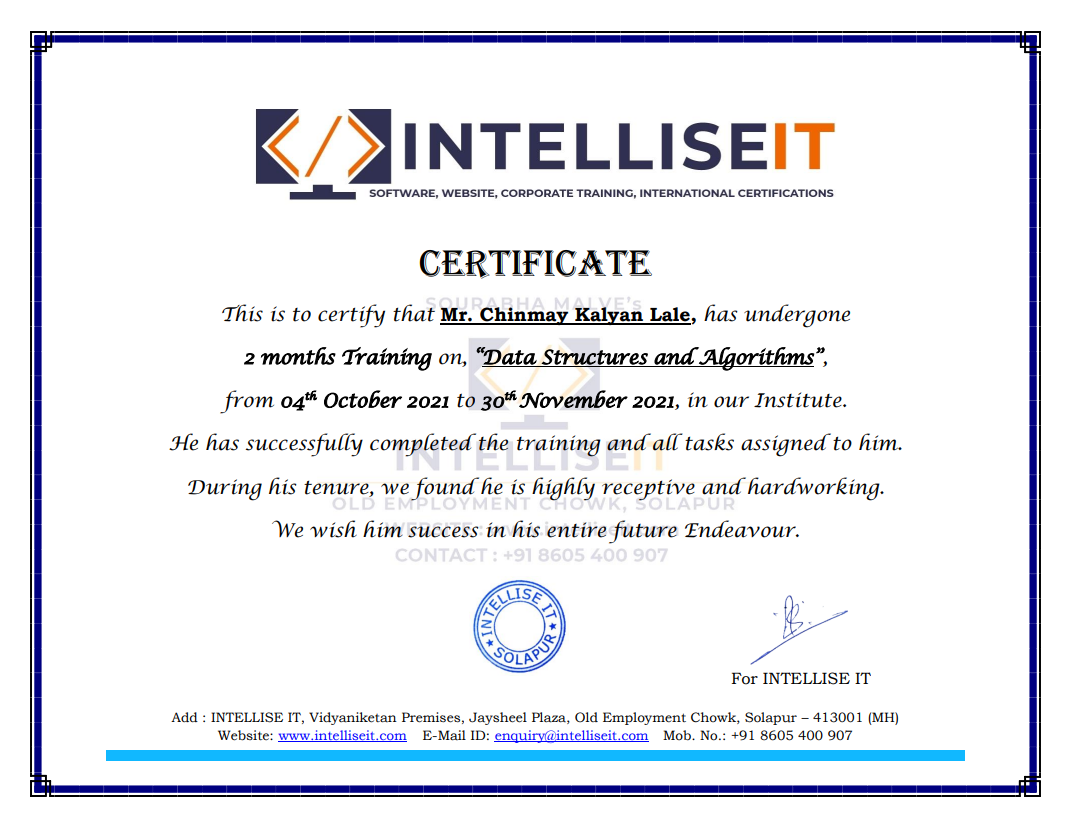 INTELLISEIT
SOFTWARE, WEBSITE, CORPORATE TRAINING, INTERNATIONAL CERTIFICATIONS
CERTIFICATE
SOURABHA MALVE's
This is to certify that Mr. Chinmay Kalyan Lale, has undergone
2 months Training on, “Data Structures and Algorithms”,
from 04th October 2021 to 30th November 2021, in our Institute.
He has successfully completed the training and all tasks assigned to him.
INTELLISEIT
During his tenure, we found he is highly receptive and hardworking.
OLD EMPLOYMENT CHOWK, SOLAPUR
We wish him success in his entire future Endeavour.
WEBSITE : www.intelliseit.com
CONTACT : +91 8605 400 907
INTELLISE IT
SOLAPUR
For INTELLISE IT
Add : INTELLISE IT, Vidyaniketan Premises, Jaysheel Plaza, Old Employment Chowk, Solapur – 413001 (MH)
Website: www.intelliseit.com E-Mail ID: enquiry@intelliseit.com Mob. No.: +91 8605 400 907